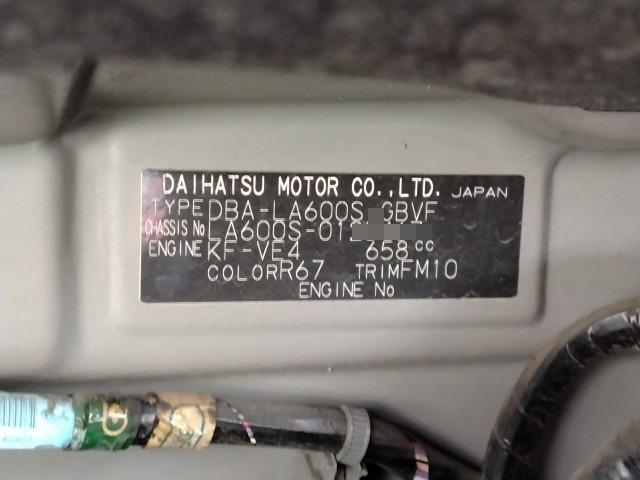 DAIHATSU MOTOR CO.,LTD. JAPAN
TYPE DBA-LA600S GBVF
CHASSIS No LA600S-01
ENGINE KF-VE4 658cc
COLOR R67 TRIM FM10
ENGINE No